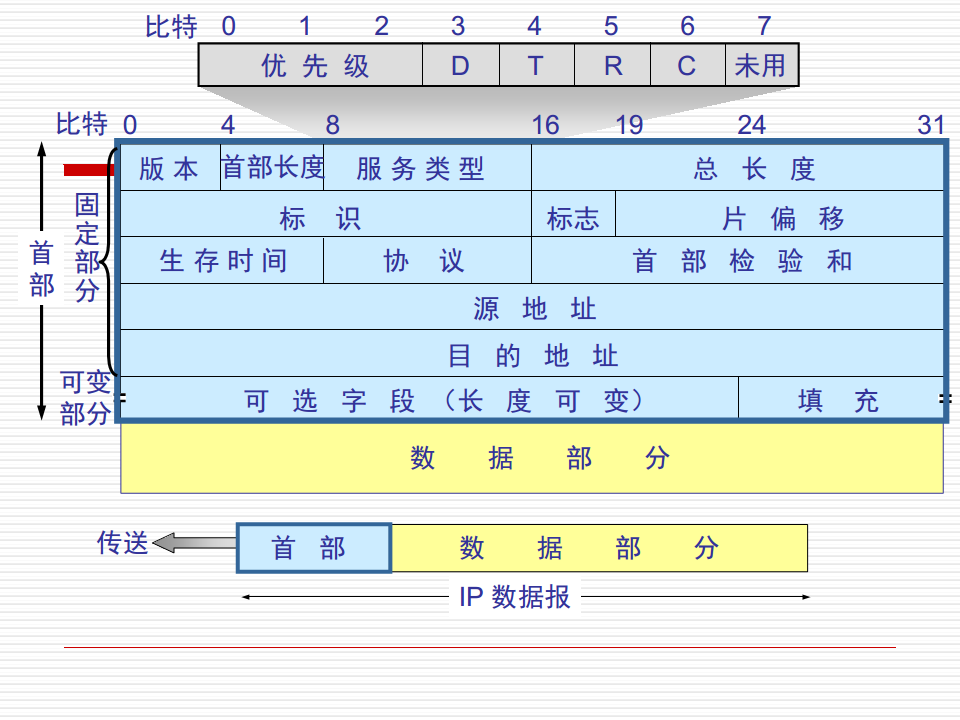 比特 0 1 2 3 4 5 6 7
优先级 D T R C 未用
比特 0 4 8 16 19 24 31
版本 首部长度 服务类型 总长度
标识 标志 片偏移
生存时间 协议 首部检验和
源地址
目的地址
可选字段（长度可变） 填充
数据部分
首部
固定部分
可变部分
传送 首部 数据部分
IP 数据报